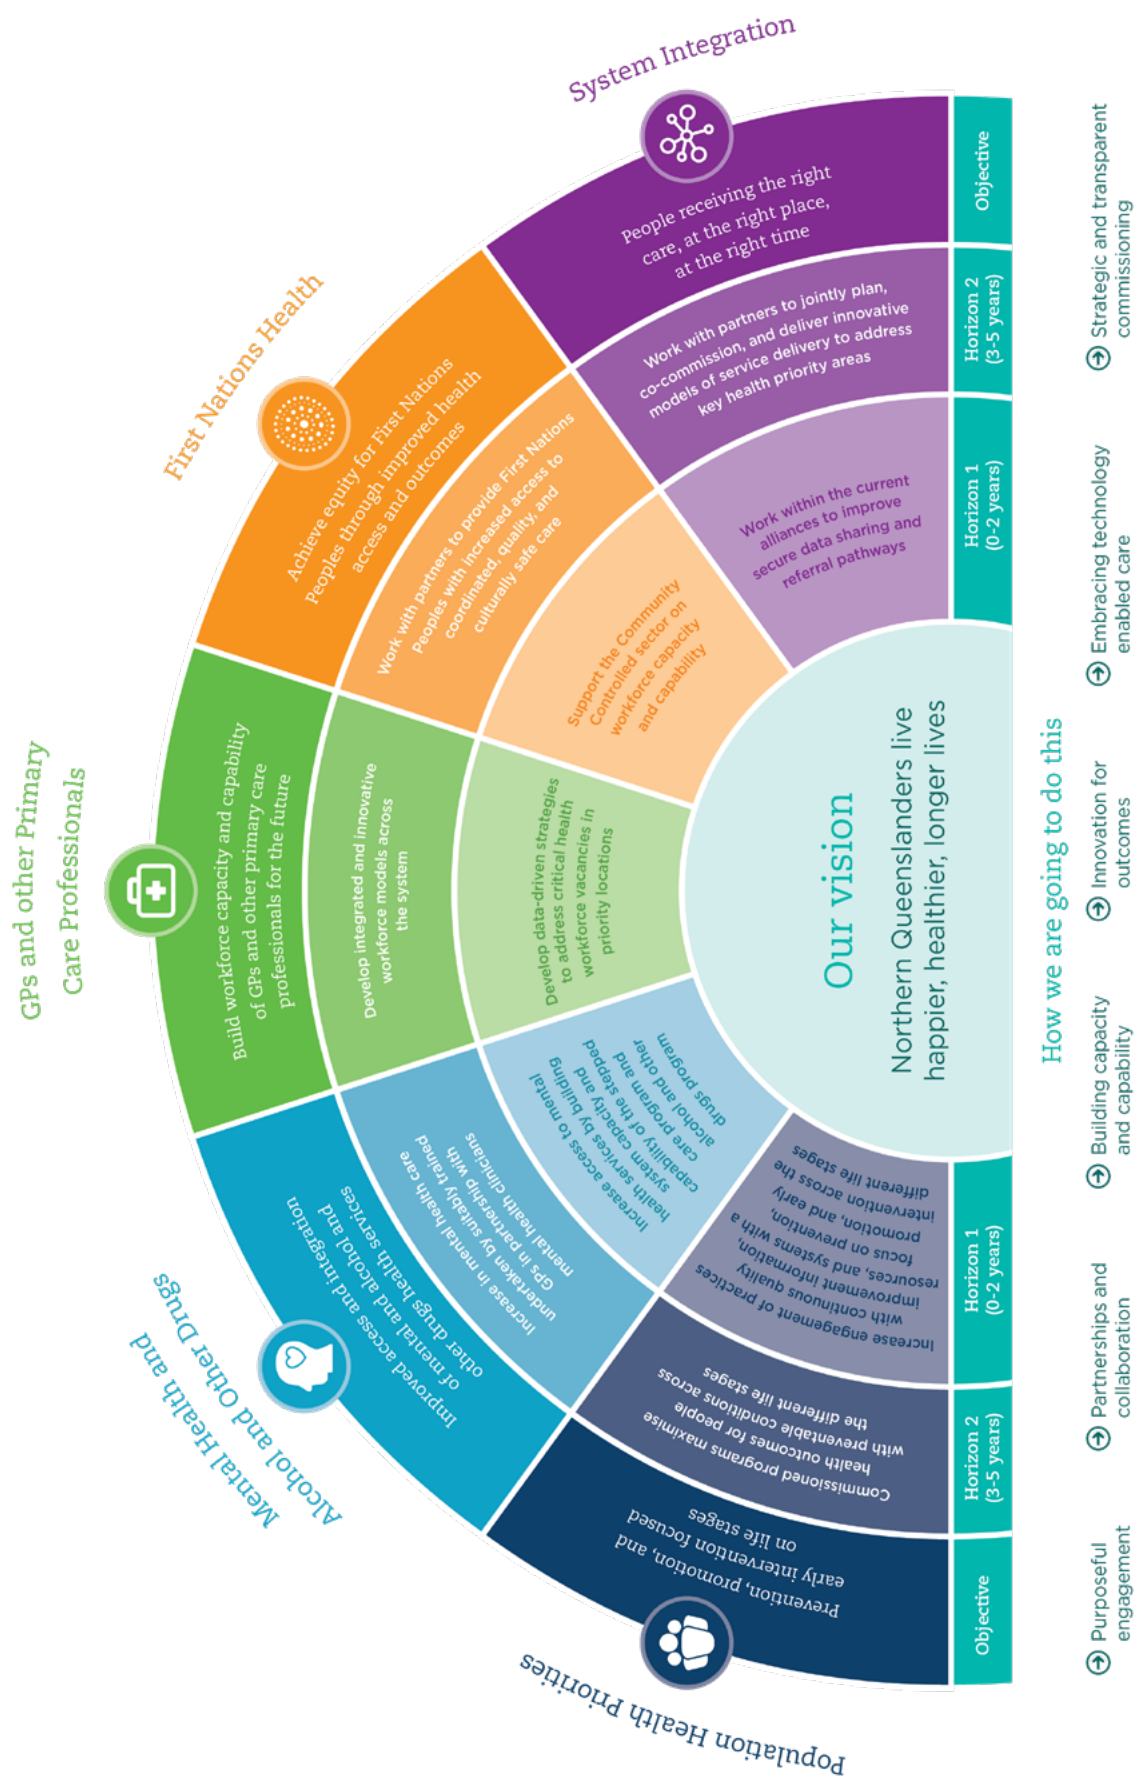 Population Health Priorities
Prevention, promotion, and,
early intervention focused
on life stages
Commissioned programs maximise
health outcomes for people
with preventable conditions across
the different life stages
Increase engagement of practices
with continuous quality
improvement information,
resources, and systems with a
focus on prevention,
promotion, and early
intervention across the
different life stages
Mental Health and
Alcohol and Other Drugs
Improved access and integration
of mental and alcohol and
other drugs health services
Increase in mental health care
undertaken by suitably trained
GPs in partnership with
mental health clinicians
Increase access to mental
health services by building
system capacity and
capability of the stepped
care program and
alcohol and other
drugs program
GPs and other Primary
Care Professionals
Build workforce capacity and capability
of GPs and other primary care
professionals for the future
Develop integrated and innovative
workforce models across
the system
Develop data-driven strategies
to address critical health
workforce vacancies in
priority locations
First Nations Health
Achieve equity for First Nations
Peoples through improved health
access and outcomes
Work with partners to provide First Nations
Peoples with increased access to
coordinated, quality, and
culturally safe care
Support the Community
Controlled sector on
workforce capacity
and capability
System Integration
People receiving the right
care, at the right place,
at the right time
Work with partners to jointly plan,
co-commission, and deliver innovative
models of service delivery to address
key health priority areas
Work within the current
alliances to improve
secure data sharing and
referral pathways
Our vision
Northern Queenslanders live
happier, healthier, longer lives
Objective
Horizon 2
(3-5 years)
Horizon 1
(0-2 years)
Horizon 1
(0-2 years)
Horizon 2
(3-5 years)
Objective
How we are going to do this
Purposeful
engagement
Partnerships and
collaboration
Building capacity
and capability
Innovation for
outcomes
Embracing technology
enabled care
Strategic and transparent
commissioning